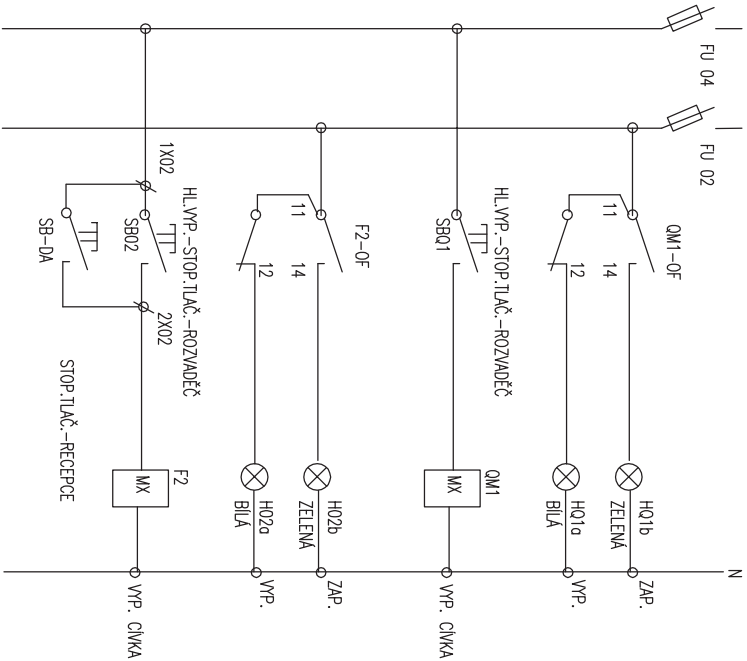 FU 04
FU 02
QM1-OF
11
14
12
HQ1b
ZELENÁ
HQ1a
BÍLÁ
ZAP.
VYP.
N
HL.VYP.-STOP.TLAČ.-ROZVADĚČ
SBQ1
QM1
MX
VYP. CÍVKA
F2-OF
11
14
12
H02b
ZELENÁ
H02a
BÍLÁ
ZAP.
VYP.
HL.VYP.-STOP.TLAČ.-ROZVADĚČ
1X02
SB02
SB-DA
2X02
STOP.TLAČ.-RECEPCE
F2
MX
VYP. CÍVKA